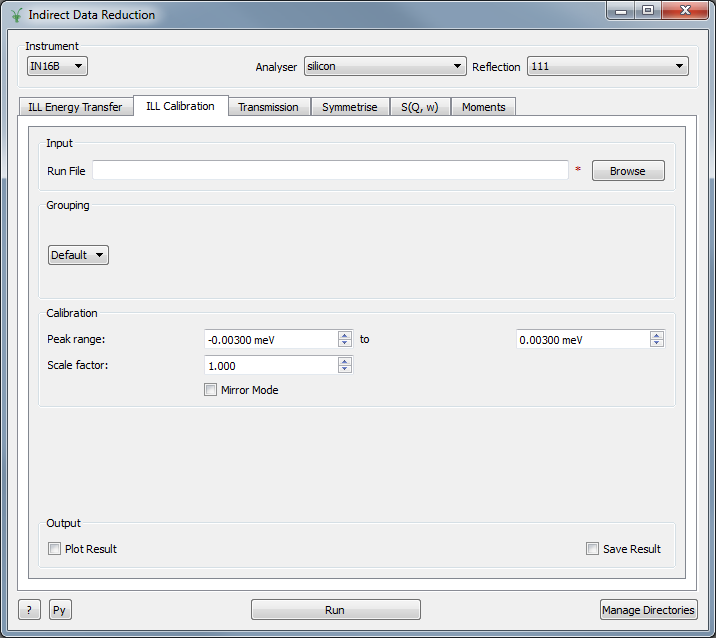 Indirect Data Reduction
Instrument
IN16B Analyser silicon Reflection 111
ILL Energy Transfer ILL Calibration Transmission Symmetrise S(Q, w) Moments
Input
Run File * Browse
Grouping
Default
Calibration
Peak range: -0.00300 meV to 0.00300 meV
Scale factor: 1.000
Mirror Mode
Output
Plot Result Save Result
? Py Run Manage Directories